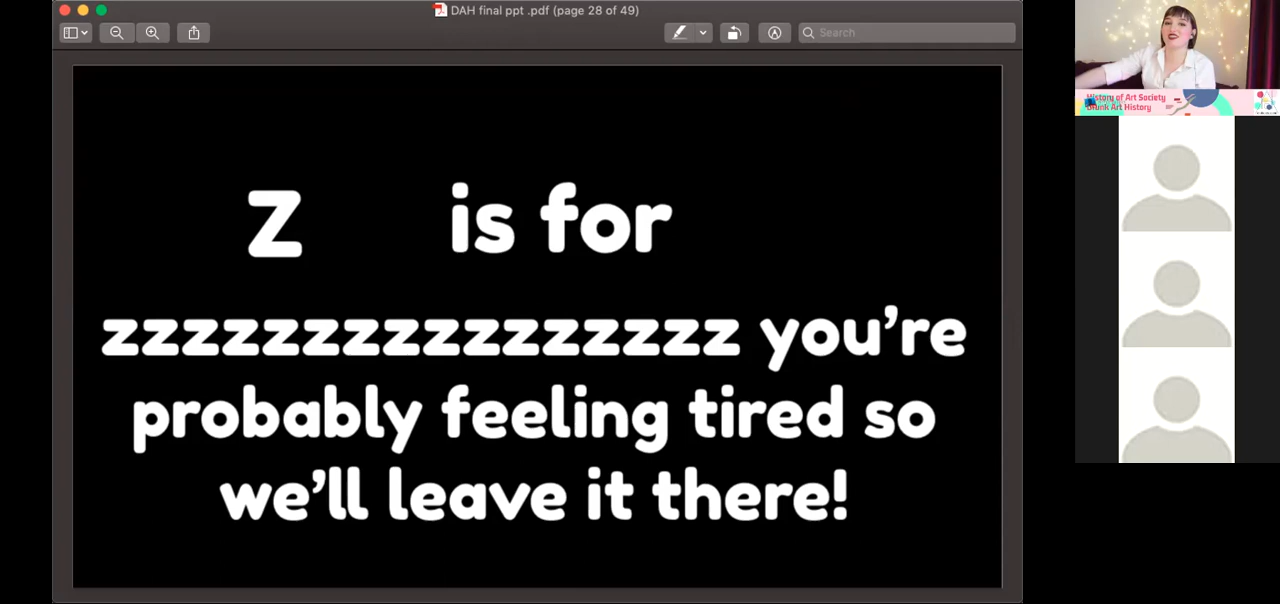 DAH final ppt .pdf (page 28 of 49)
Search
Z is for
zzzzzzzzzzzzzzzz you're
probably feeling tired so
we'll leave it there!
History of Art Society
Drunk Art History